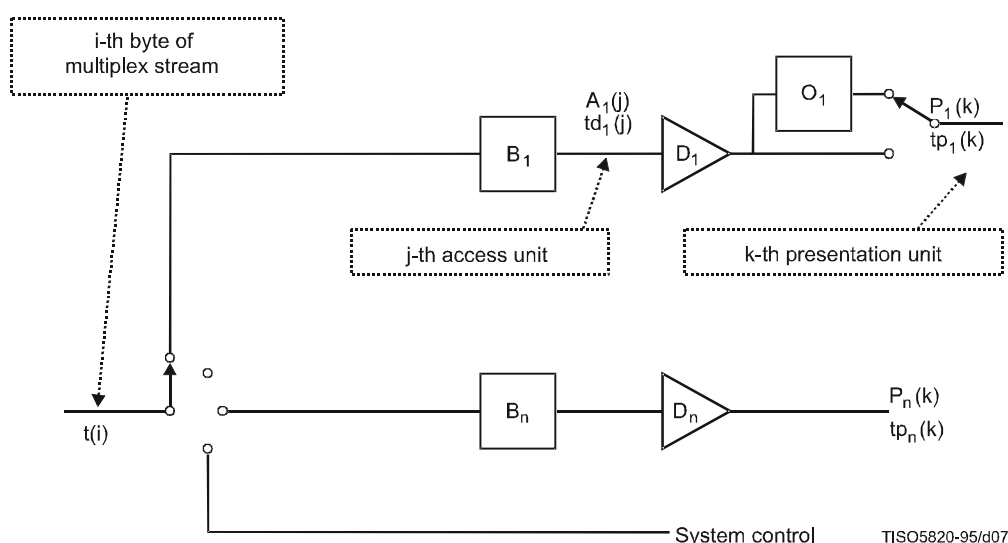 i-th byte of
multiplex stream
O₁
A₁(j)
td₁(j)
P₁(k)
tp₁(k)
B₁
D₁
j-th access unit
k-th presentation unit
t(i)
Bₙ
Dₙ
Pₙ(k)
tpₙ(k)
System control
TISO5820-95/d07